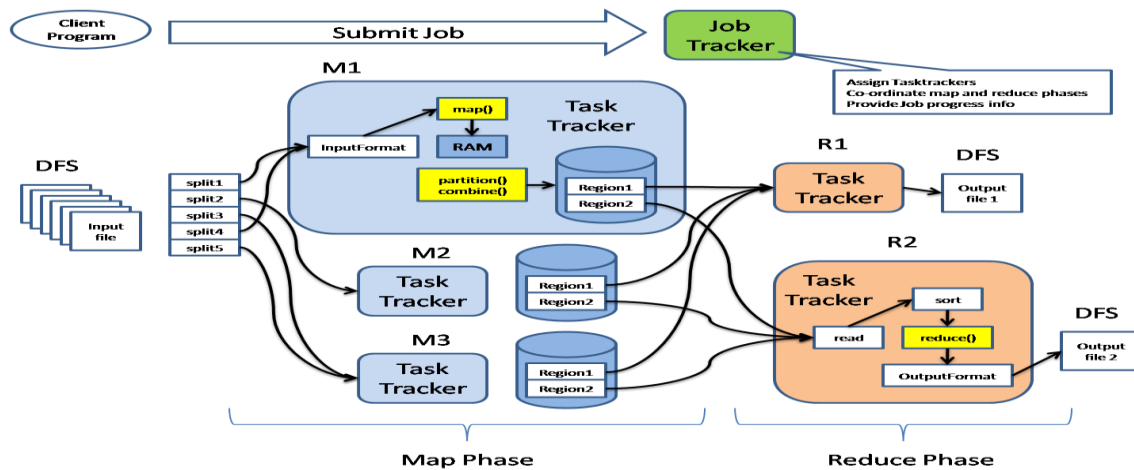 Client
Program
Submit Job
Job
Tracker
Assign Tasktrackers
Co-ordinate map and reduce phases
Provide Job progress info
M1
map()
Task
Tracker
InputFormat
RAM
partition()
combine()
Region1
Region2
DFS
Input
file
split1
split2
split3
split4
split5
M2
Task
Tracker
Region1
Region2
M3
Task
Tracker
Region1
Region2
R1
Task
Tracker
DFS
Output
file 1
R2
Task
Tracker
sort
read
reduce()
OutputFormat
DFS
Output
file 2
Map Phase
Reduce Phase